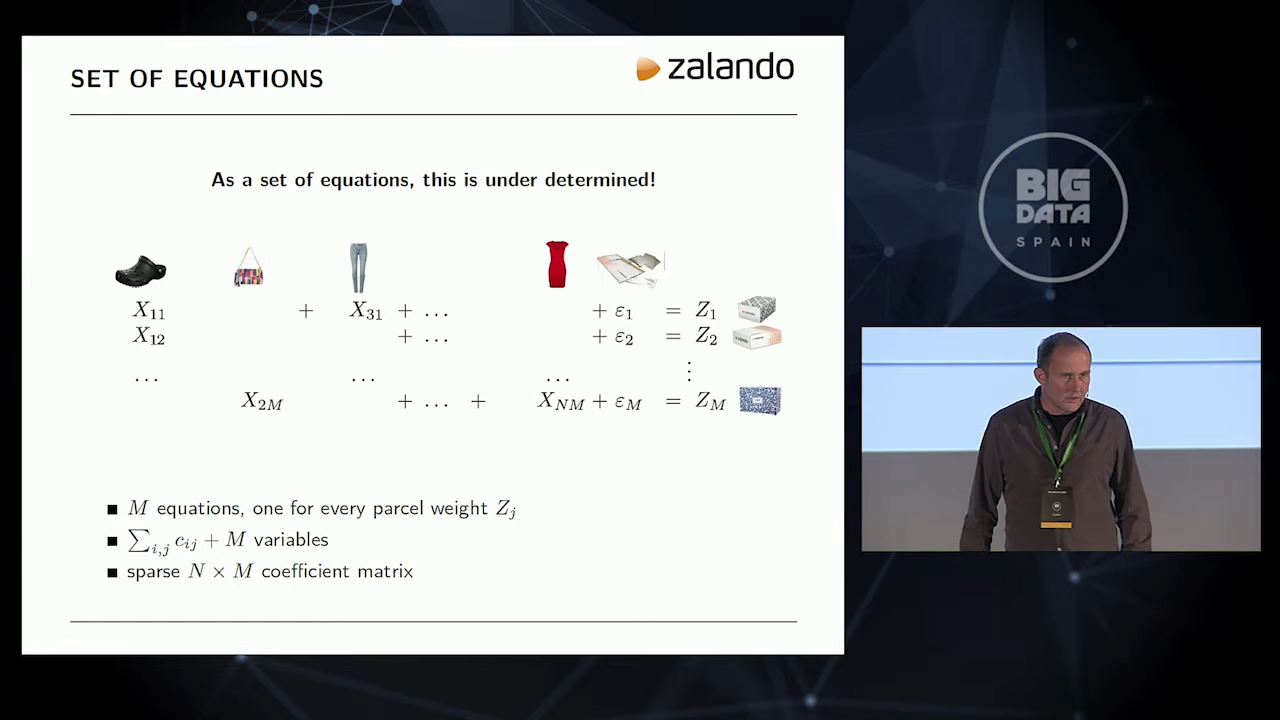 SET OF EQUATIONS
zalando
As a set of equations, this is under determined!
X₁₁ + X₃₁ + … + ε₁ = Z₁
X₁₂ + … + ε₂ = Z₂
… … … ⋮
X₂M + … + XNM + εM = ZM
■ M equations, one for every parcel weight Zj
■ ∑i,j cij + M variables
■ sparse N × M coefficient matrix
BIG
DATA
SPAIN